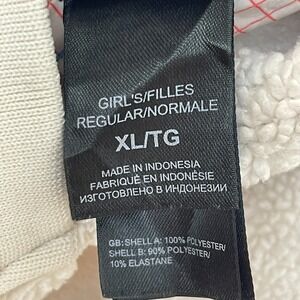 GIRL'S/FILLES
REGULAR/NORMALE
XL/TG
MADE IN INDONESIA
FABRIQUÉ EN INDONÉSIE
ИЗГОТОВЛЕНО В ИНДОНЕЗИИ
GB: SHELL A: 100% POLYESTER/
SHELL B: 90% POLYESTER/
10% ELASTANE